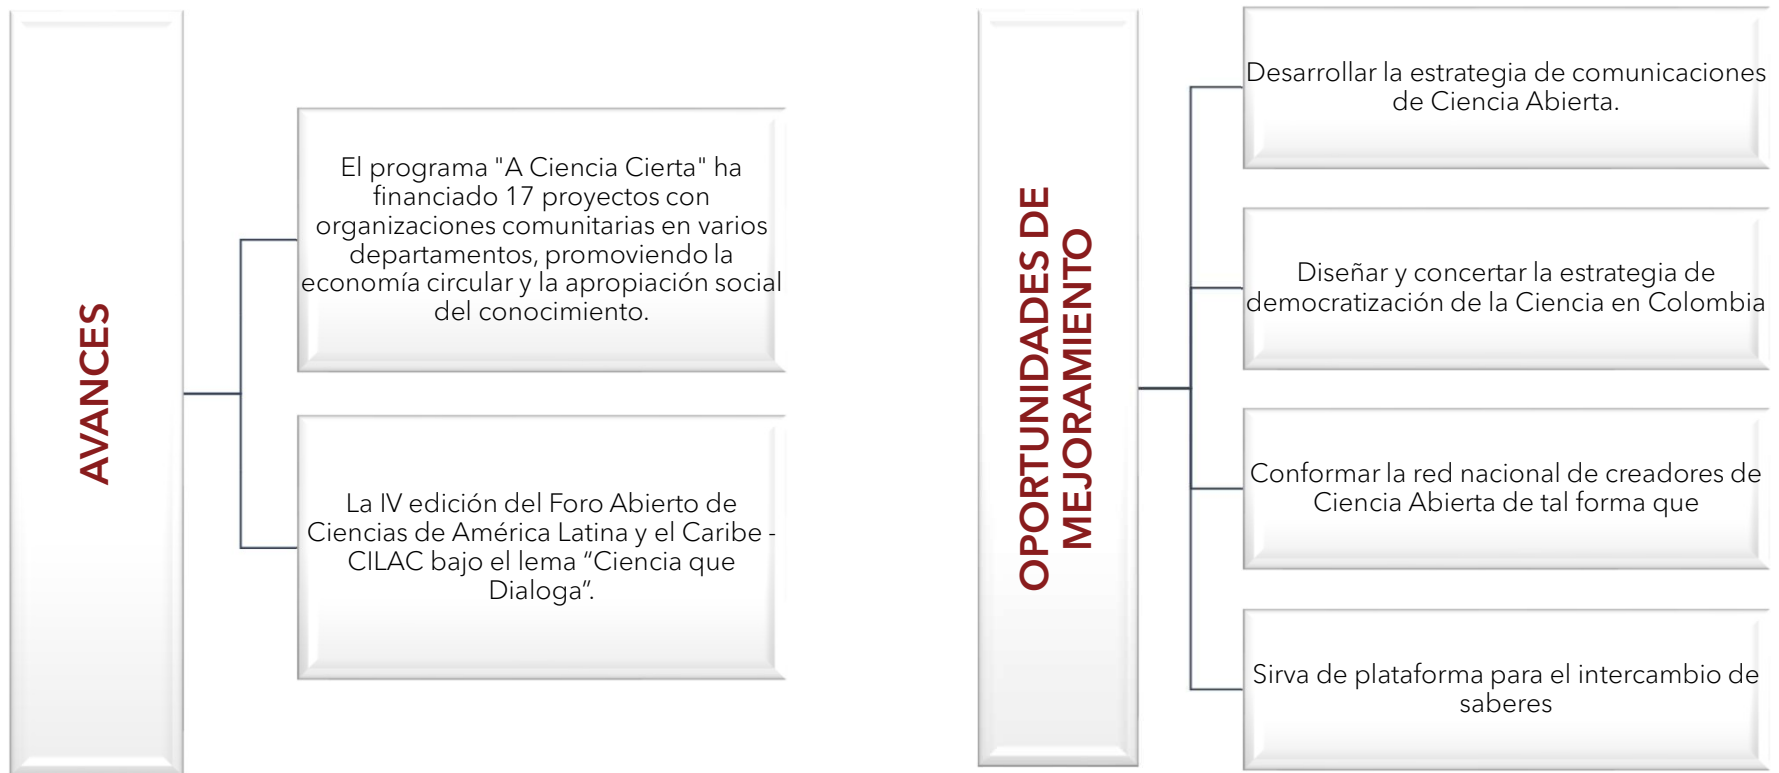 AVANCES
El programa "A Ciencia Cierta" ha
financiado 17 proyectos con
organizaciones comunitarias en varios
departamentos, promoviendo la
economía circular y la apropiación social
del conocimiento.
La IV edición del Foro Abierto de
Ciencias de América Latina y el Caribe -
CILAC bajo el lema “Ciencia que
Dialoga”.
OPORTUNIDADES DE
MEJORAMIENTO
Desarrollar la estrategia de comunicaciones
de Ciencia Abierta.
Diseñar y concertar la estrategia de
democratización de la Ciencia en Colombia
Conformar la red nacional de creadores de
Ciencia Abierta de tal forma que
Sirva de plataforma para el intercambio de
saberes